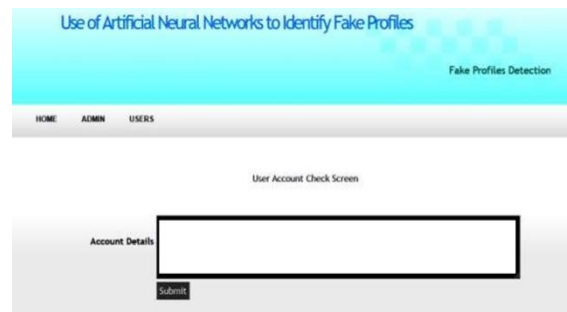 Use of Artificial Neural Networks to Identify Fake Profiles
Fake Profiles Detection
HOME ADMIN USERS
User Account Check Screen
Account Details
Submit